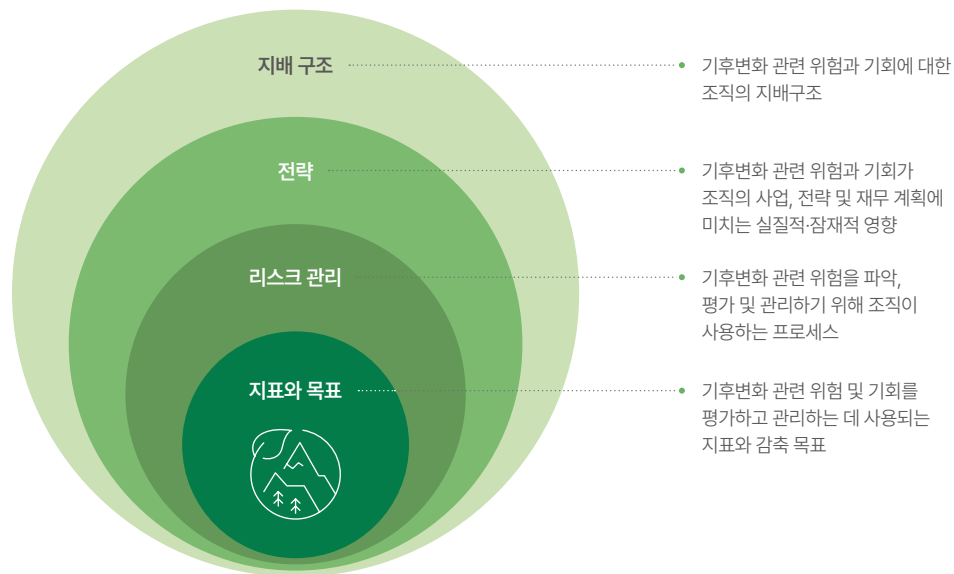 지배 구조
기후변화 관련 위험과 기회에 대한
조직의 지배구조
전략
기후변화 관련 위험과 기회가
조직의 사업, 전략 및 재무 계획에
미치는 실질적·잠재적 영향
리스크 관리
기후변화 관련 위험을 파악,
평가 및 관리하기 위해 조직이
사용하는 프로세스
지표와 목표
기후변화 관련 위험 및 기회를
평가하고 관리하는 데 사용되는
지표와 감축 목표